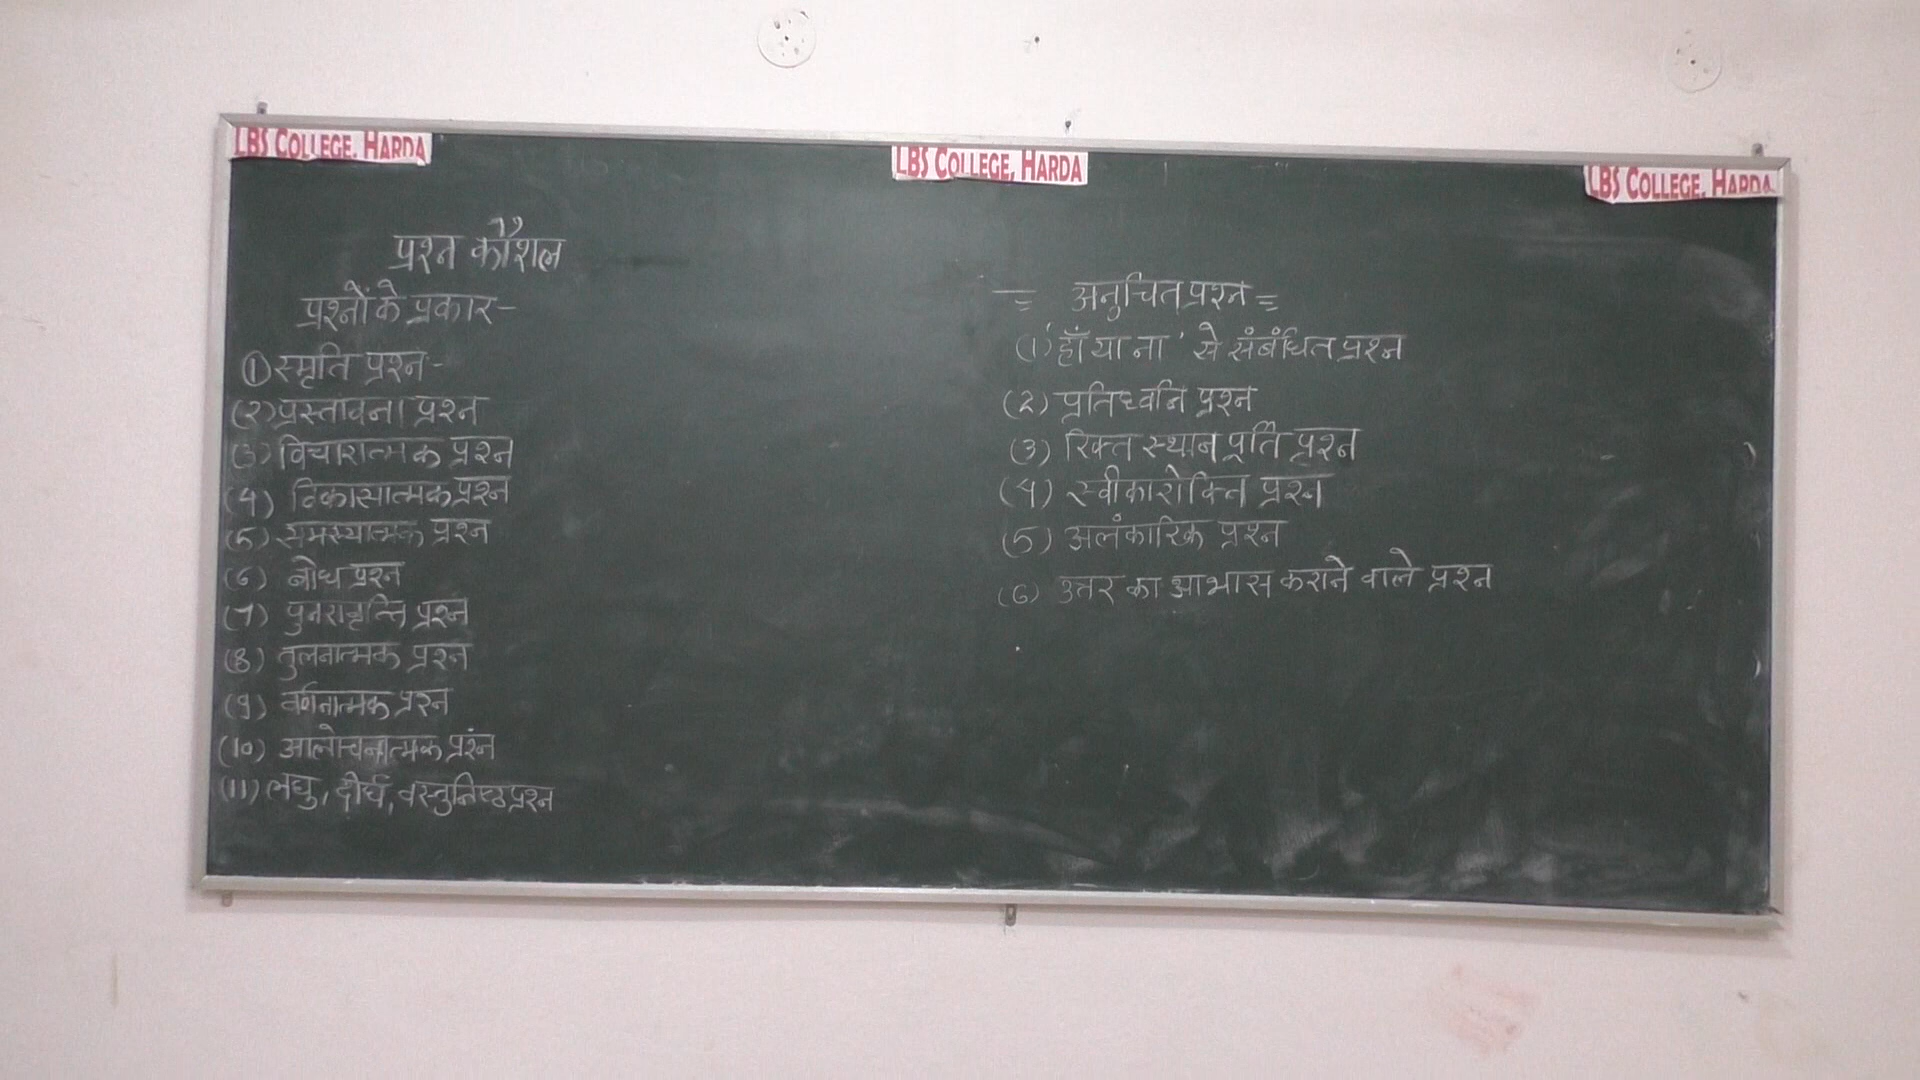 LBS COLLEGE, HARDA
LBS COLLEGE, HARDA
LBS COLLEGE, HARDA
प्रश्न कौशल
प्रश्नों के प्रकार-
① स्मृति प्रश्न-
(२) प्रस्तावना प्रश्न
(3) विचारात्मक प्रश्न
(4) विकासात्मक प्रश्न
(5) समस्यात्मक प्रश्न
(6) बोध प्रश्न
(7) पुनरावृत्ति प्रश्न
(8) तुलनात्मक प्रश्न
(9) वर्णनात्मक प्रश्न
(10) आलोचनात्मक प्रंश्न
(11) लघु, दीर्घ, वस्तुनिष्ठ प्रश्न
= अनुचित प्रश्न =
(1) 'हाँ या ना' से संबंधित प्रश्न
(2) प्रतिध्वनि प्रश्न
(3) रिक्त स्थान पूर्ति प्रश्न
(4) स्वीकारोक्ति प्रश्न
(5) अलंकारिक प्रश्न
(6) उत्तर का आभास कराने वाले प्रश्न